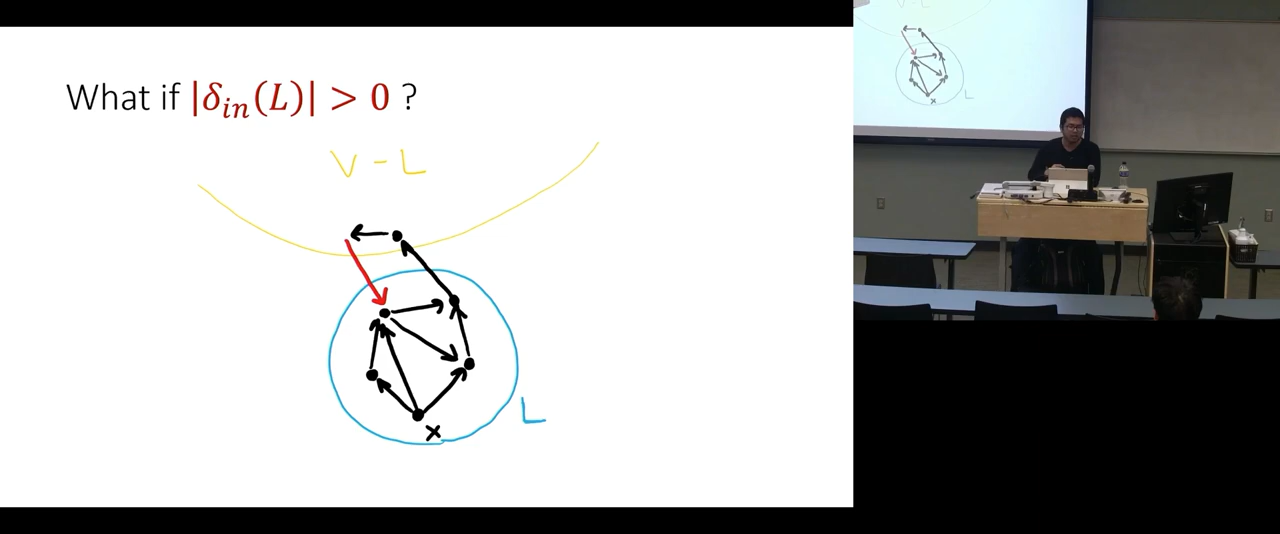 What if |δ_in(L)| > 0 ?
V - L
L
x
V - L
L
x